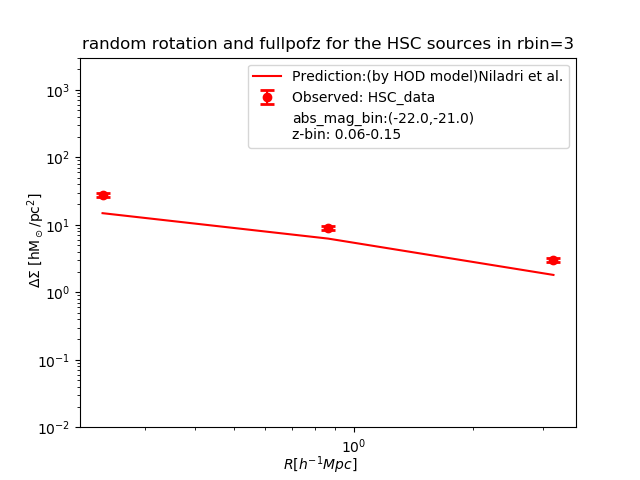 random rotation and fullpofz for the HSC sources in rbin=3
Prediction:(by HOD model)Niladri et al.
Observed: HSC_data
abs_mag_bin:(-22.0,-21.0)
z-bin: 0.06-0.15
10³
10²
10¹
10⁰
10⁻¹
10⁻²
ΔΣ [hM⊙/pc²]
10⁰
R[h⁻¹Mpc]